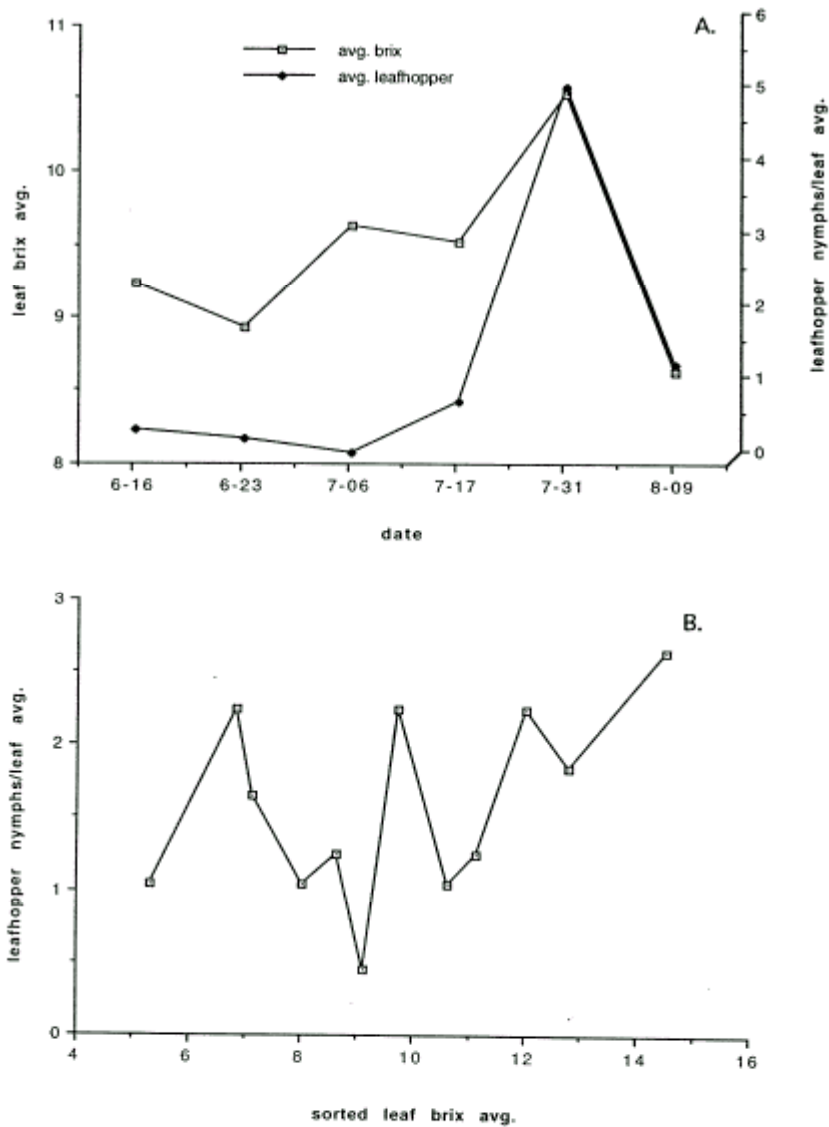 A.
avg. brix
avg. leafhopper
11
10
9
8
leaf brix avg.
6
5
4
3
2
1
0
leafhopper nymphs/leaf avg.
6-16 6-23 7-06 7-17 7-31 8-09
date
B.
3
2
1
0
leafhopper nymphs/leaf avg.
4 6 8 10 12 14 16
sorted leaf brix avg.